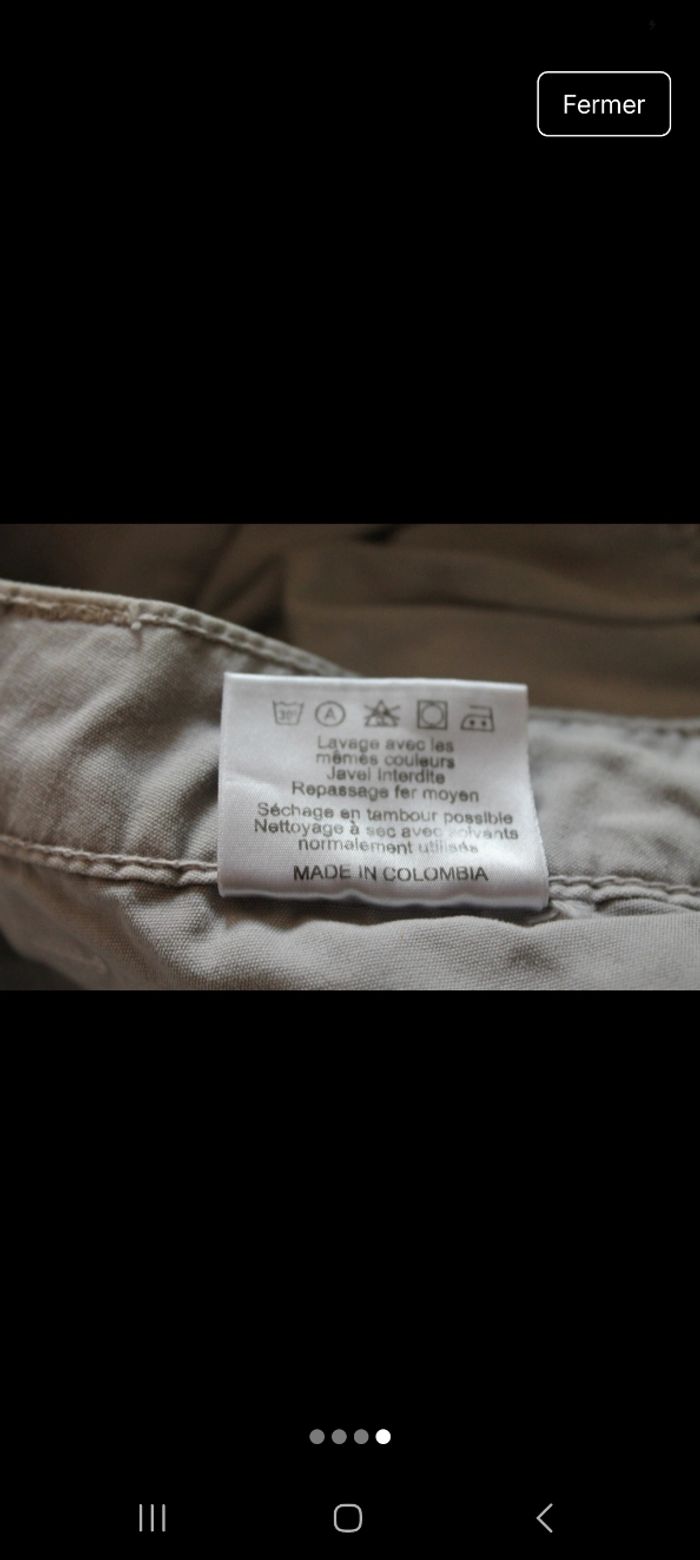 Fermer
30°
A
Lavage avec les
mêmes couleurs
Javel Interdite
Repassage fer moyen
Séchage en tambour possible
Nettoyage à sec avec solvants
normalement utilisés
MADE IN COLOMBIA